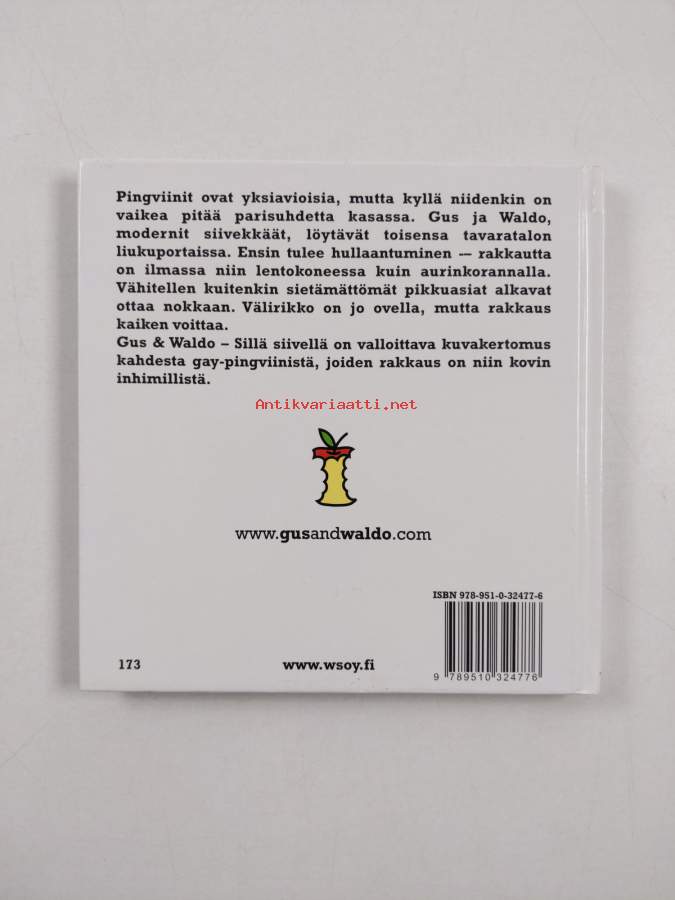 Pingviinit ovat yksiavioisia, mutta kyllä niidenkin on
vaikea pitää parisuhdetta kasassa. Gus ja Waldo,
modernit siivekkäät, löytävät toisensa tavaratalon
liukuportaissa. Ensin tulee hullaantuminen — rakkautta
on ilmassa niin lentokoneessa kuin aurinkorannalla.
Vähitellen kuitenkin sietämättömät pikkuasiat alkavat
ottaa nokkaan. Välirikko on jo ovella, mutta rakkaus
kaiken voittaa.
Gus & Waldo – Sillä siivellä on valloittava kuvakertomus
kahdesta gay-pingviinistä, joiden rakkaus on niin kovin
inhimillistä.
Antikvariaatti.net
www.gusandwaldo.com
ISBN 978-951-0-32477-6
173
www.wsoy.fi
9 789510 324776